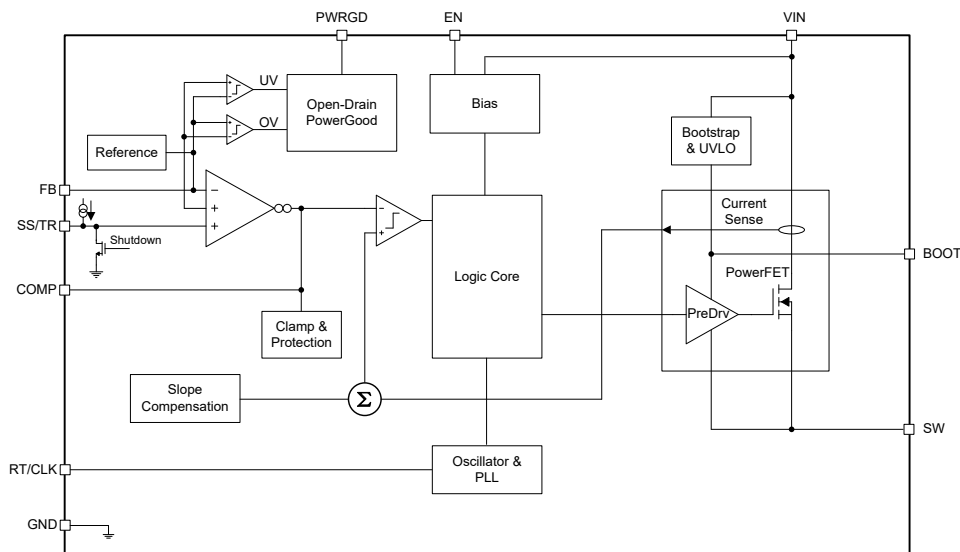 PWRGD
EN
VIN
UV
OV
Open-Drain
PowerGood
Bias
Bootstrap
& UVLO
Reference
FB
−
+
+
SS/TR
Shutdown
COMP
Clamp &
Protection
−
+
Logic Core
Current
Sense
BOOT
PowerFET
PreDrv
Slope
Compensation
Σ
SW
RT/CLK
Oscillator &
PLL
GND